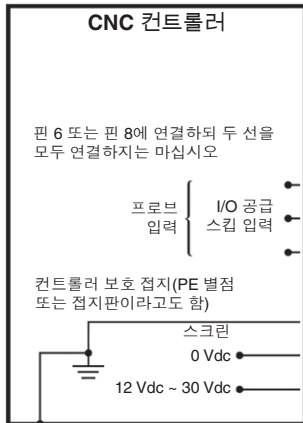 CNC 컨트롤러
핀 6 또는 핀 8에 연결하되 두 선을
모두 연결하지는 마십시오
프로브
입력
I/O 공급
스킵 입력
컨트롤러 보호 접지(PE 별점
또는 접지판이라고도 함)
스크린
0 Vdc
12 Vdc ~ 30 Vdc